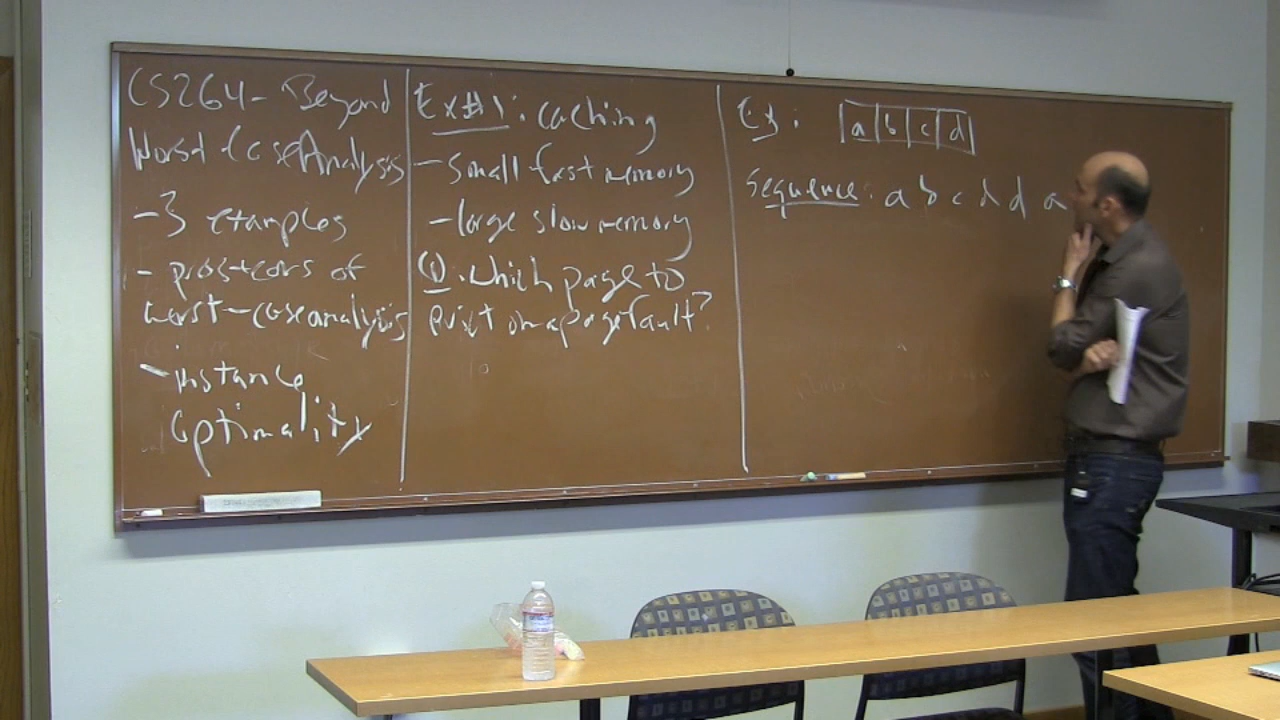 CS264 - Beyond
Worst Case Analysis
- 3 examples
- pros + cons of
worst-case analysis
- instance
optimality
Ex #1: caching
- small fast memory
- large slow memory
Q: which page to
evict on a page fault?
Ex: a b c d
sequence: a b c d d a